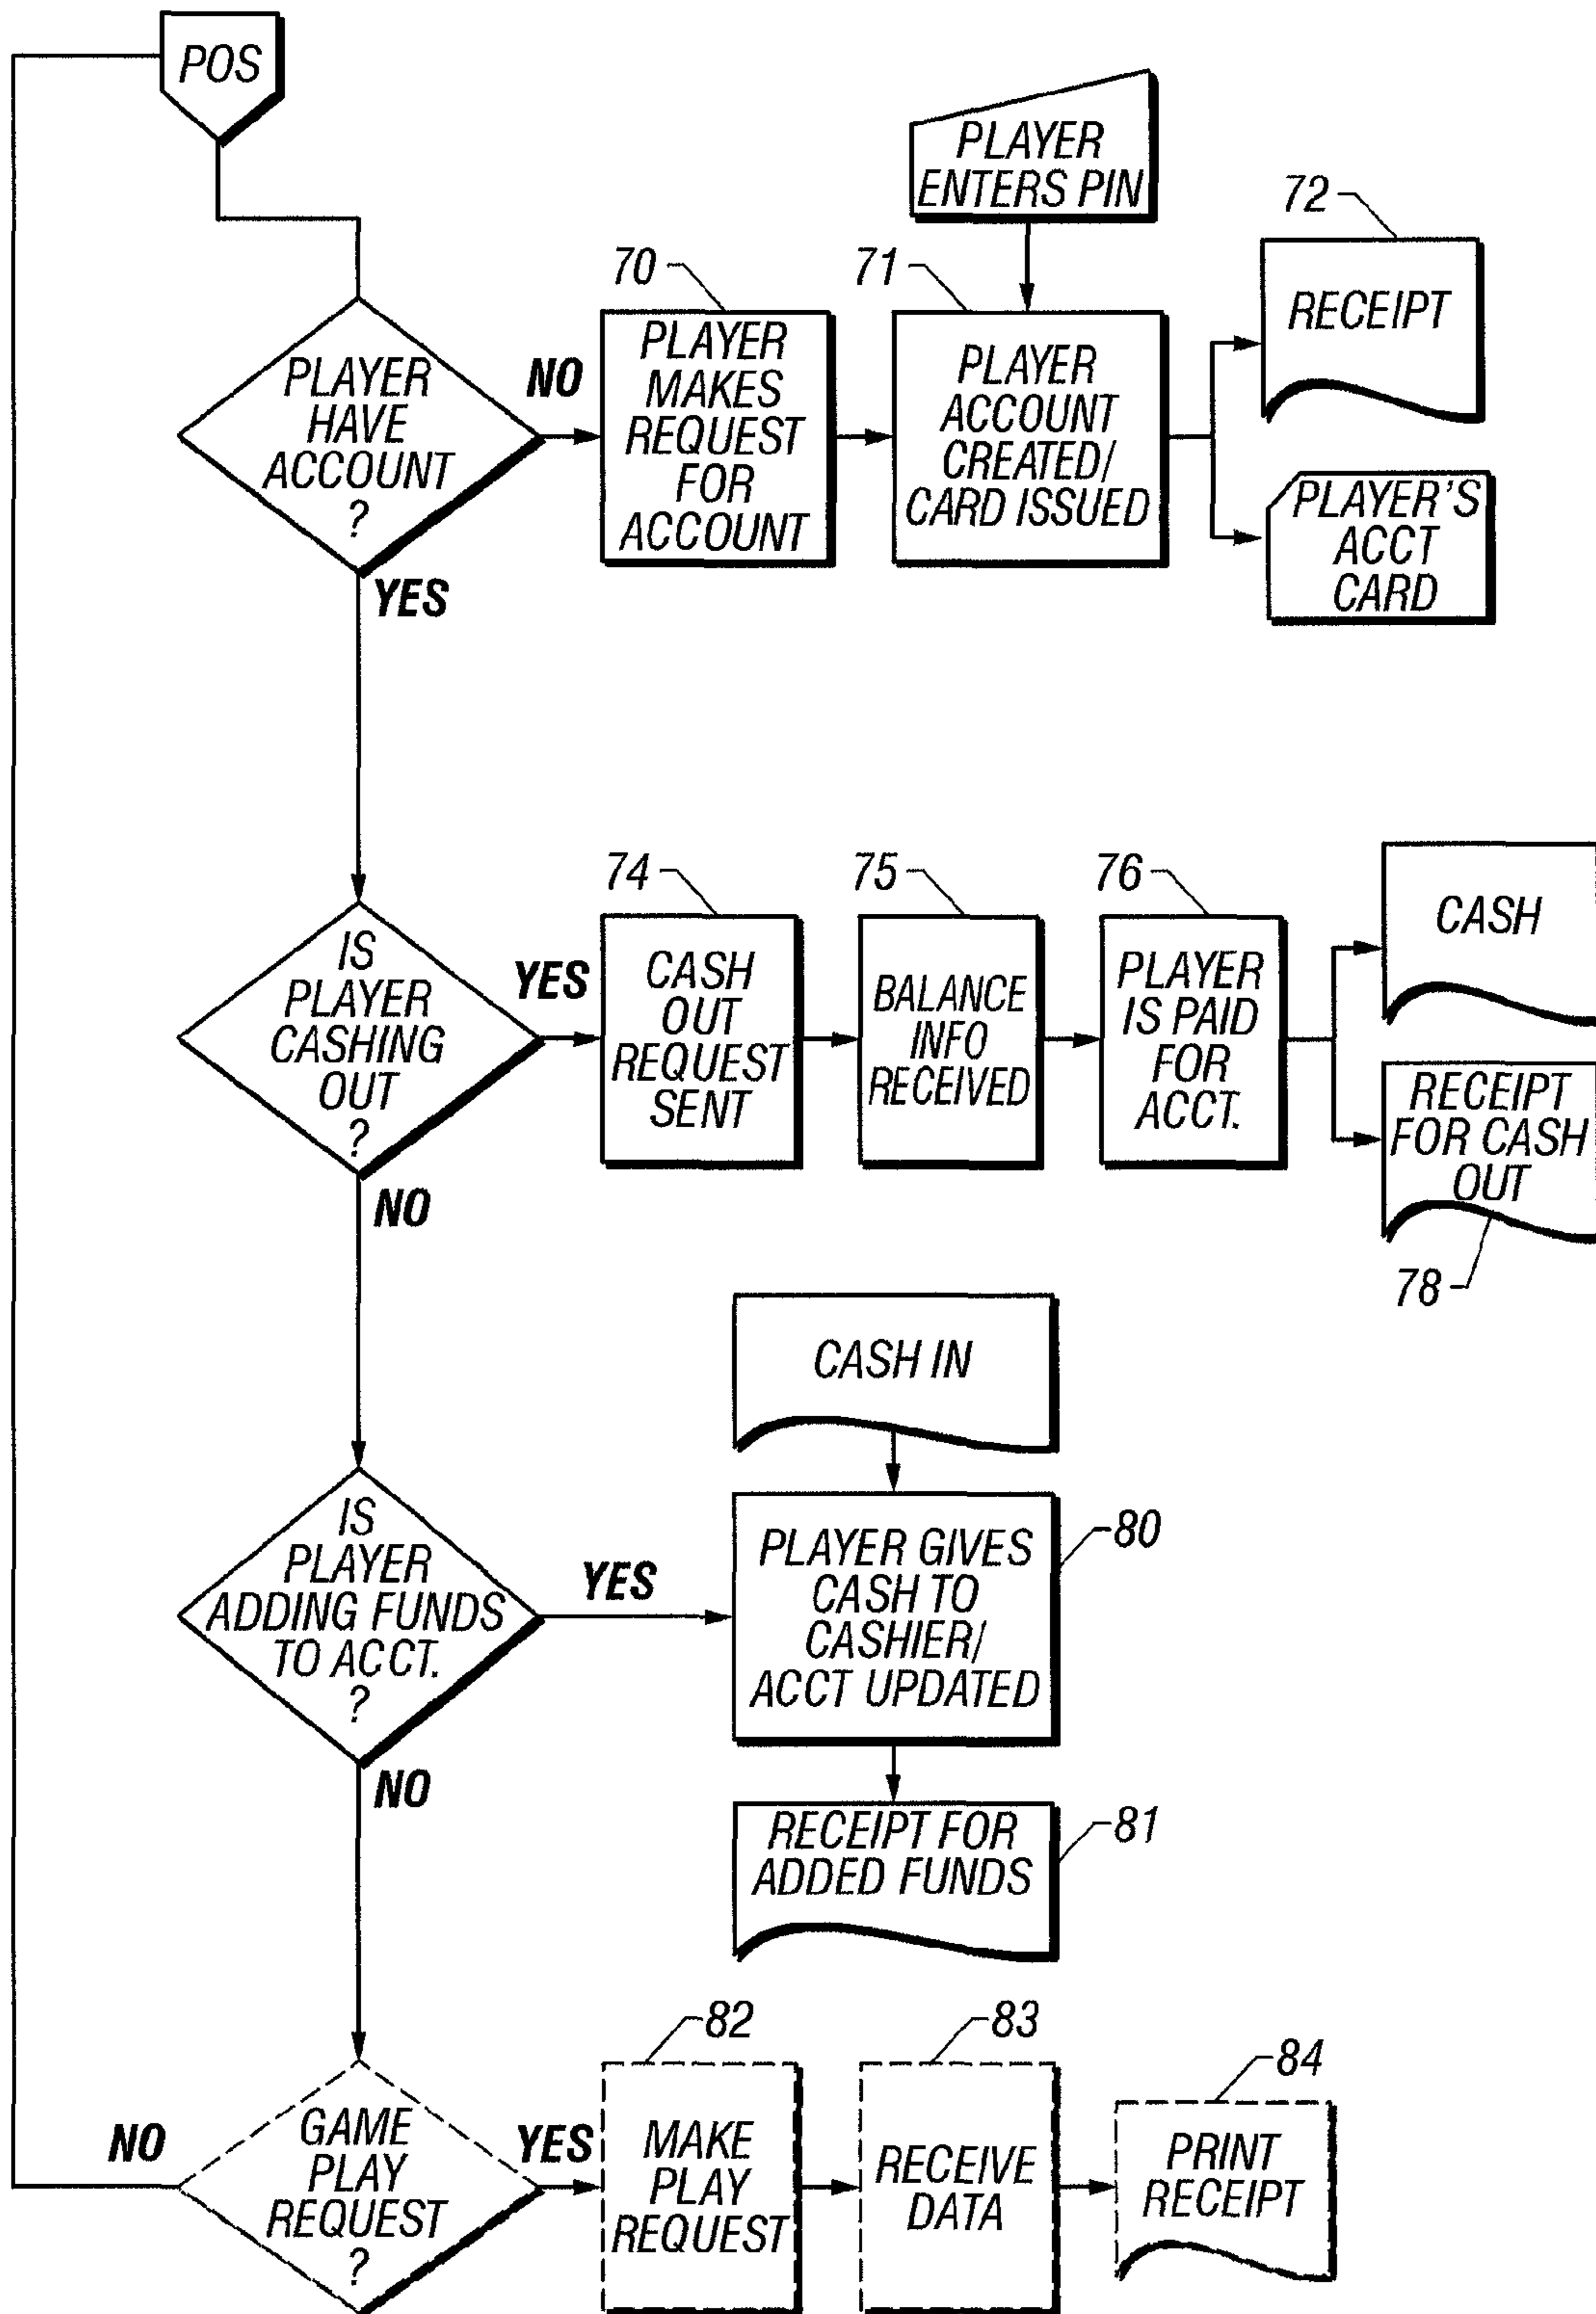 POS
PLAYER
ENTERS PIN
72
RECEIPT
70
PLAYER
MAKES
REQUEST
FOR
ACCOUNT
71
PLAYER
ACCOUNT
CREATED/
CARD ISSUED
PLAYER
HAVE
ACCOUNT
?
NO
YES
PLAYER'S
ACCT
CARD
IS
PLAYER
CASHING
OUT
?
YES
NO
74
CASH
OUT
REQUEST
SENT
75
BALANCE
INFO
RECEIVED
76
PLAYER
IS PAID
FOR
ACCT.
CASH
RECEIPT
FOR CASH
OUT
78
CASH IN
IS
PLAYER
ADDING FUNDS
TO ACCT.
?
YES
NO
80
PLAYER GIVES
CASH TO
CASHIER/
ACCT UPDATED
81
RECEIPT FOR
ADDED FUNDS
NO
GAME
PLAY
REQUEST
?
YES
82
MAKE
PLAY
REQUEST
83
RECEIVE
DATA
84
PRINT
RECEIPT